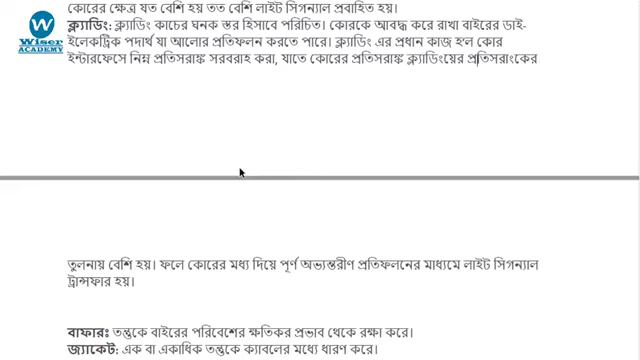 কোরের ক্ষেত্র যত বেশি হয় তত বেশি লাইট সিগন্যাল প্রবাহিত হয়।
ক্ল্যাডিং: ক্ল্যাডিং কাচের ঘনক স্তর হিসাবে পরিচিত। কোরকে আবদ্ধ করে রাখা বাইরের ডাই-
ইলেকট্রিক পদার্থ যা আলোর প্রতিফলন করতে পারে। ক্ল্যাডিং এর প্রধান কাজ হ'ল কোর
ইন্টারফেসে নিম্ন প্রতিসরাঙ্ক সরবরাহ করা, যাতে কোরের প্রতিসরাঙ্ক ক্ল্যাডিংয়ের প্রতিসরাংকের
W
Wiser
ACADEMY
তুলনায় বেশি হয়। ফলে কোরের মধ্য দিয়ে পূর্ণ অভ্যন্তরীণ প্রতিফলনের মাধ্যমে লাইট সিগন্যাল
ট্রান্সফার হয়।
বাফারঃ তন্তুকে বাইরের পরিবেশের ক্ষতিকর প্রভাব থেকে রক্ষা করে।
জ্যাকেট: এক বা একাধিক তন্তুকে ক্যাবলের মধ্যে ধারণ করে।